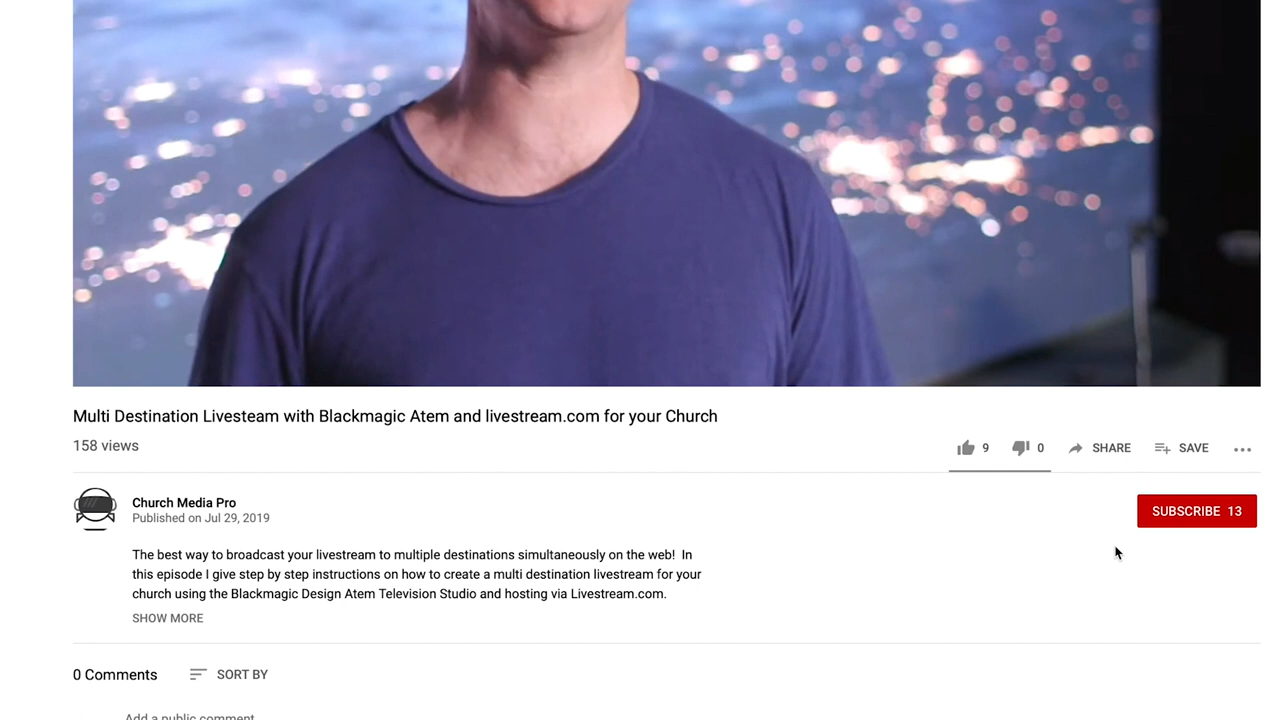 Multi Destination Livesteam with Blackmagic Atem and livestream.com for your Church
158 views
9 0 SHARE SAVE
Church Media Pro
Published on Jul 29, 2019
SUBSCRIBE 13
The best way to broadcast your livestream to multiple destinations simultaneously on the web! In
this episode I give step by step instructions on how to create a multi destination livestream for your
church using the Blackmagic Design Atem Television Studio and hosting via Livestream.com.
SHOW MORE
0 Comments SORT BY
Add a public comment